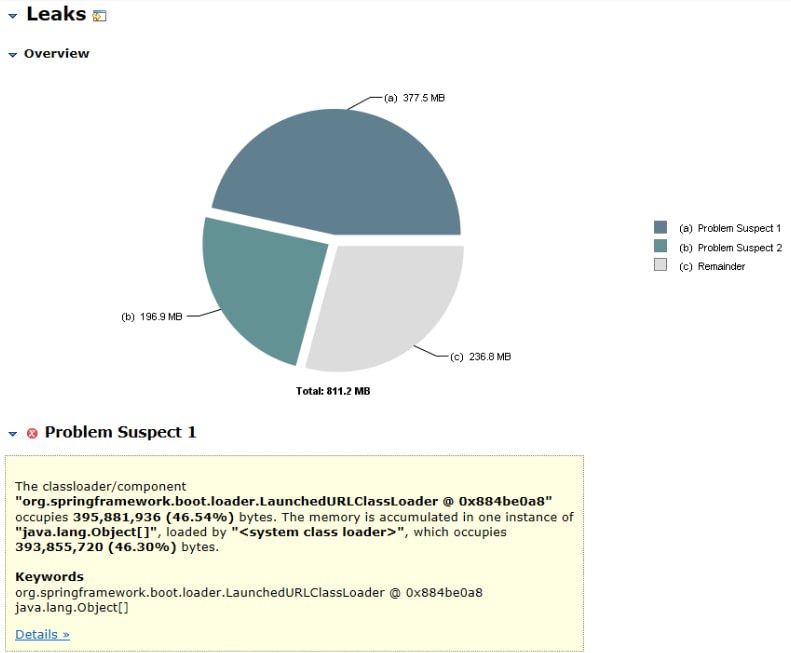 Leaks
Overview
(a) 377.5 MB
(a) Problem Suspect 1
(b) Problem Suspect 2
(c) Remainder
(b) 196.9 MB
(c) 236.8 MB
Total: 811.2 MB
Problem Suspect 1
The classloader/component
"org.springframework.boot.loader.LaunchedURLClassLoader @ 0x884be0a8"
occupies 395,881,936 (46.54%) bytes. The memory is accumulated in one instance of
"java.lang.Object[]", loaded by "<system class loader>", which occupies
393,855,720 (46.30%) bytes.
Keywords
org.springframework.boot.loader.LaunchedURLClassLoader @ 0x884be0a8
java.lang.Object[]
Details »